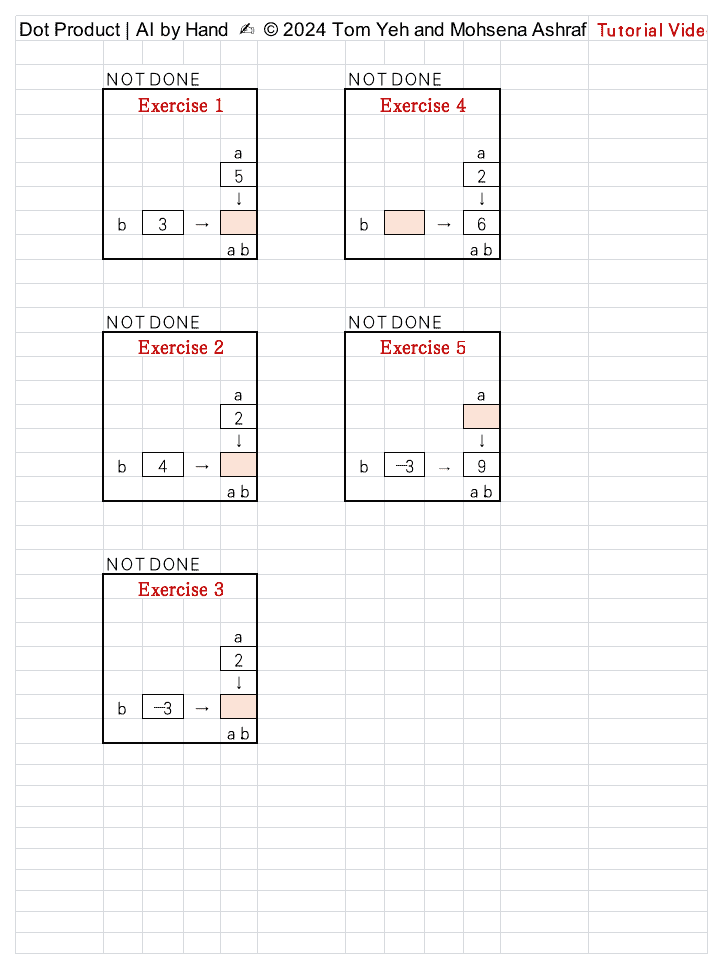 Dot Product | AI by Hand ✍ © 2024 Tom Yeh and Mohsena Ashraf Tutorial Vide
NOT DONE
Exercise 1
a
5
↓
b 3 →
a b
NOT DONE
Exercise 4
a
2
↓
b → 6
a b
NOT DONE
Exercise 2
a
2
↓
b 4 →
a b
NOT DONE
Exercise 5
a
↓
b −3 → 9
a b
NOT DONE
Exercise 3
a
2
↓
b −3 →
a b